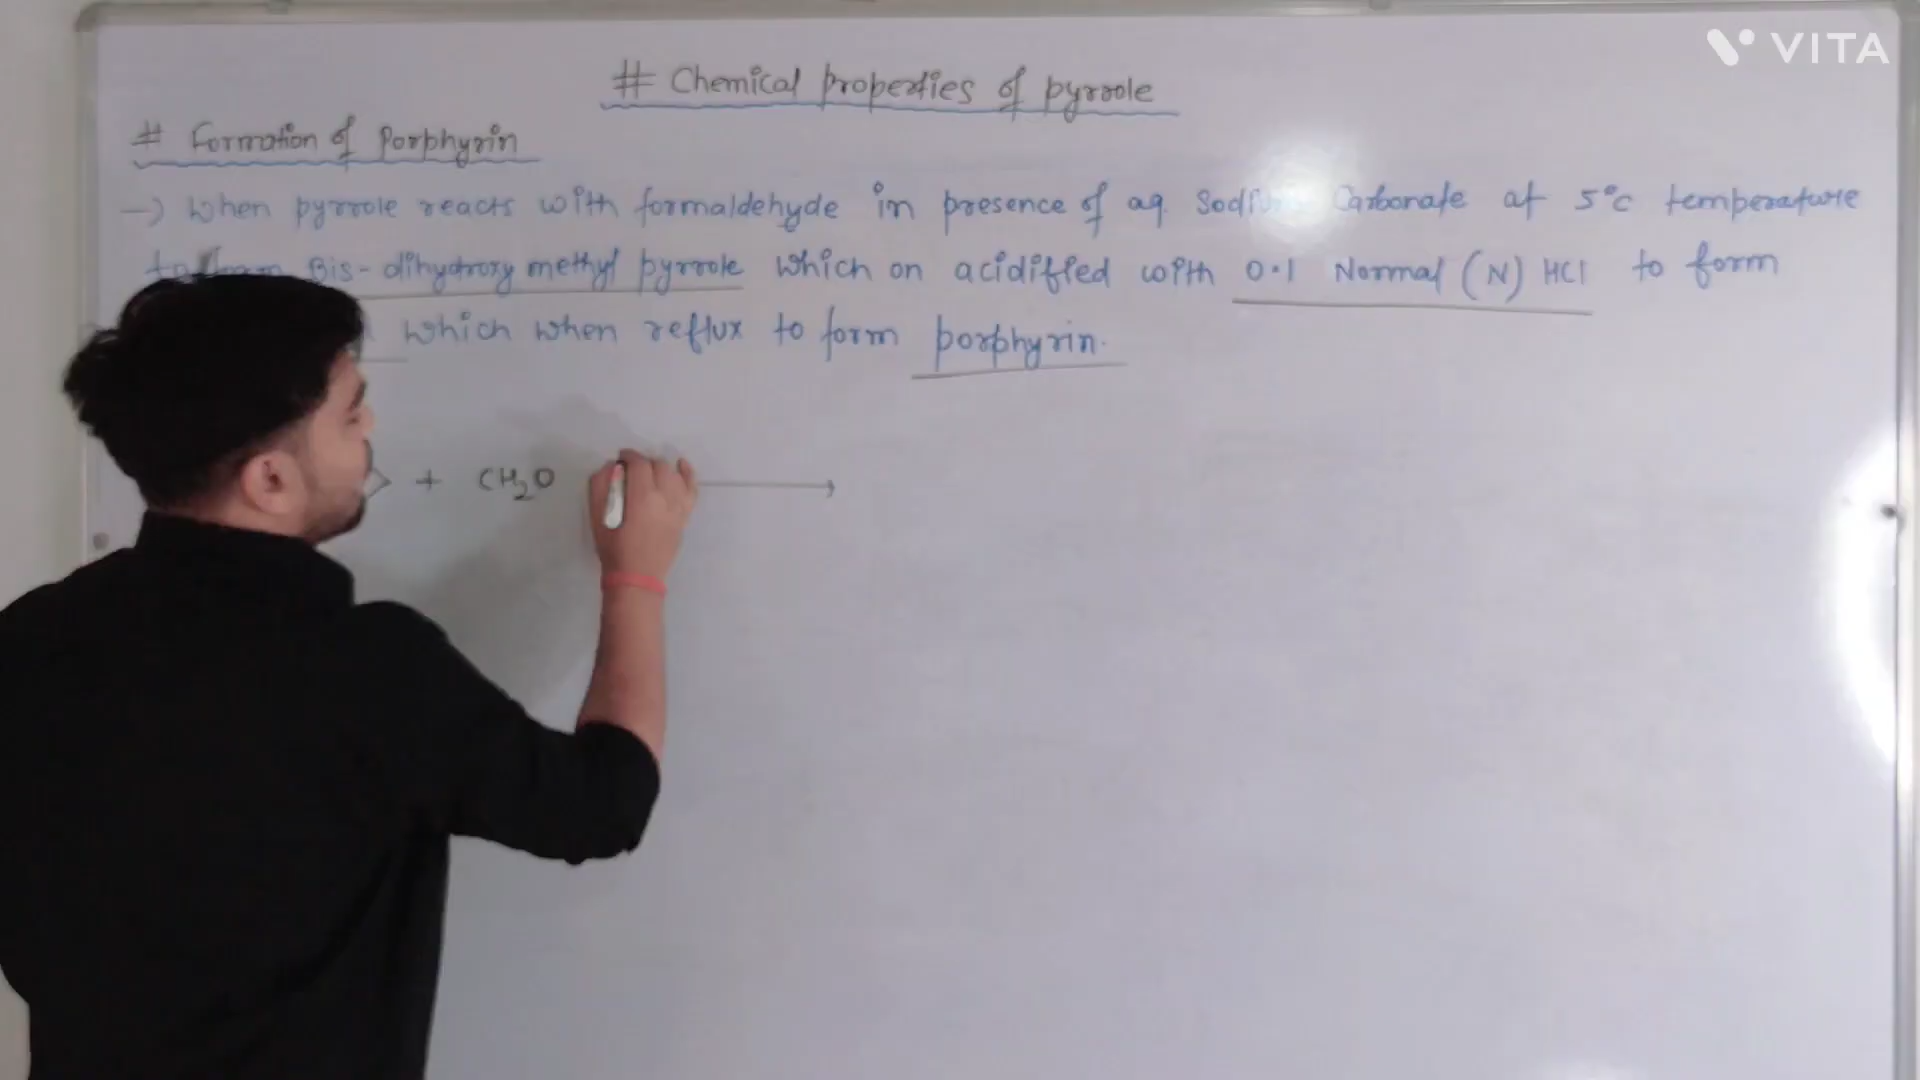 VITA
# Chemical properties of pyrrole
# Formation of Porphyrin
→ When pyrrole reacts with formaldehyde in presence of aq. Sodium Carbonate at 5°c temperature
Bis-dihydroxy methyl pyrrole which on acidified with 0.1 Normal (N) HCl to form
which when reflux to form porphyrin.
+ CH2O →